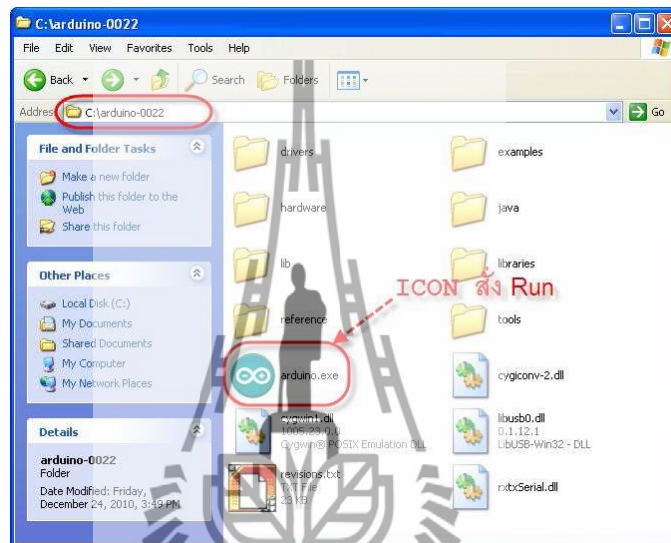 C:\arduino-0022
File Edit View Favorites Tools Help
Back Search Folders
Address C:\arduino-0022 Go
File and Folder Tasks
Make a new folder
Publish this folder to the Web
Share this folder
Other Places
Local Disk (C:)
My Documents
Shared Documents
My Computer
My Network Places
Details
arduino-0022
Folder
Date Modified: Friday,
December 24, 2010, 3:49 PM
drivers
examples
hardware
java
lib
libraries
ICON สั่ง Run
reference
tools
arduino.exe
cygiconv-2.dll
cygwin1.dll
1005.23.0.0
Cygwin® POSIX Emulation DLL
libusb0.dll
0.1.12.1
LibUSB-Win32 - DLL
revisions.txt
TXT File
23 KB
rxtxSerial.dll